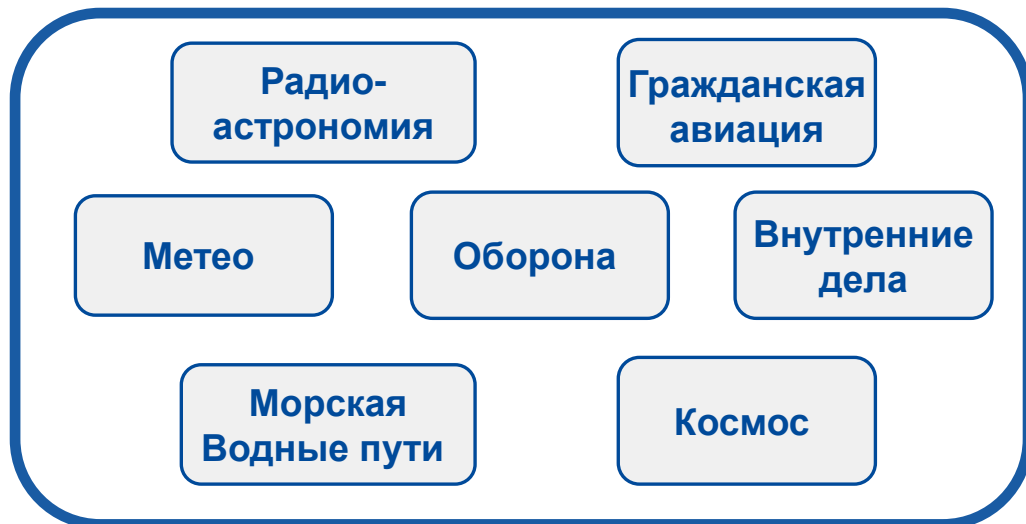 Радио-
астрономия
Гражданская
авиация
Метео
Оборона
Внутренние
дела
Морская
Водные пути
Космос